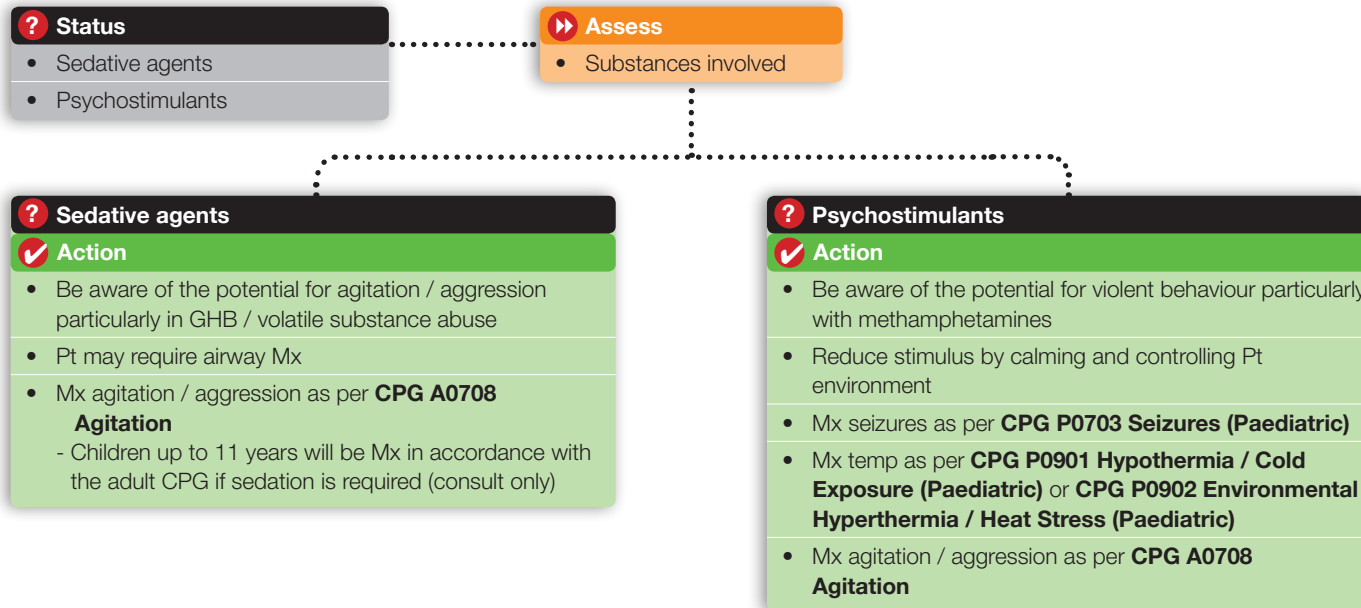 Status
• Sedative agents
• Psychostimulants
Assess
• Substances involved
Sedative agents
Action
• Be aware of the potential for agitation / aggression
particularly in GHB / volatile substance abuse
• Pt may require airway Mx
• Mx agitation / aggression as per CPG A0708
Agitation
- Children up to 11 years will be Mx in accordance with
the adult CPG if sedation is required (consult only)
Psychostimulants
Action
• Be aware of the potential for violent behaviour particularly
with methamphetamines
• Reduce stimulus by calming and controlling Pt
environment
• Mx seizures as per CPG P0703 Seizures (Paediatric)
• Mx temp as per CPG P0901 Hypothermia / Cold
Exposure (Paediatric) or CPG P0902 Environmental
Hyperthermia / Heat Stress (Paediatric)
• Mx agitation / aggression as per CPG A0708
Agitation